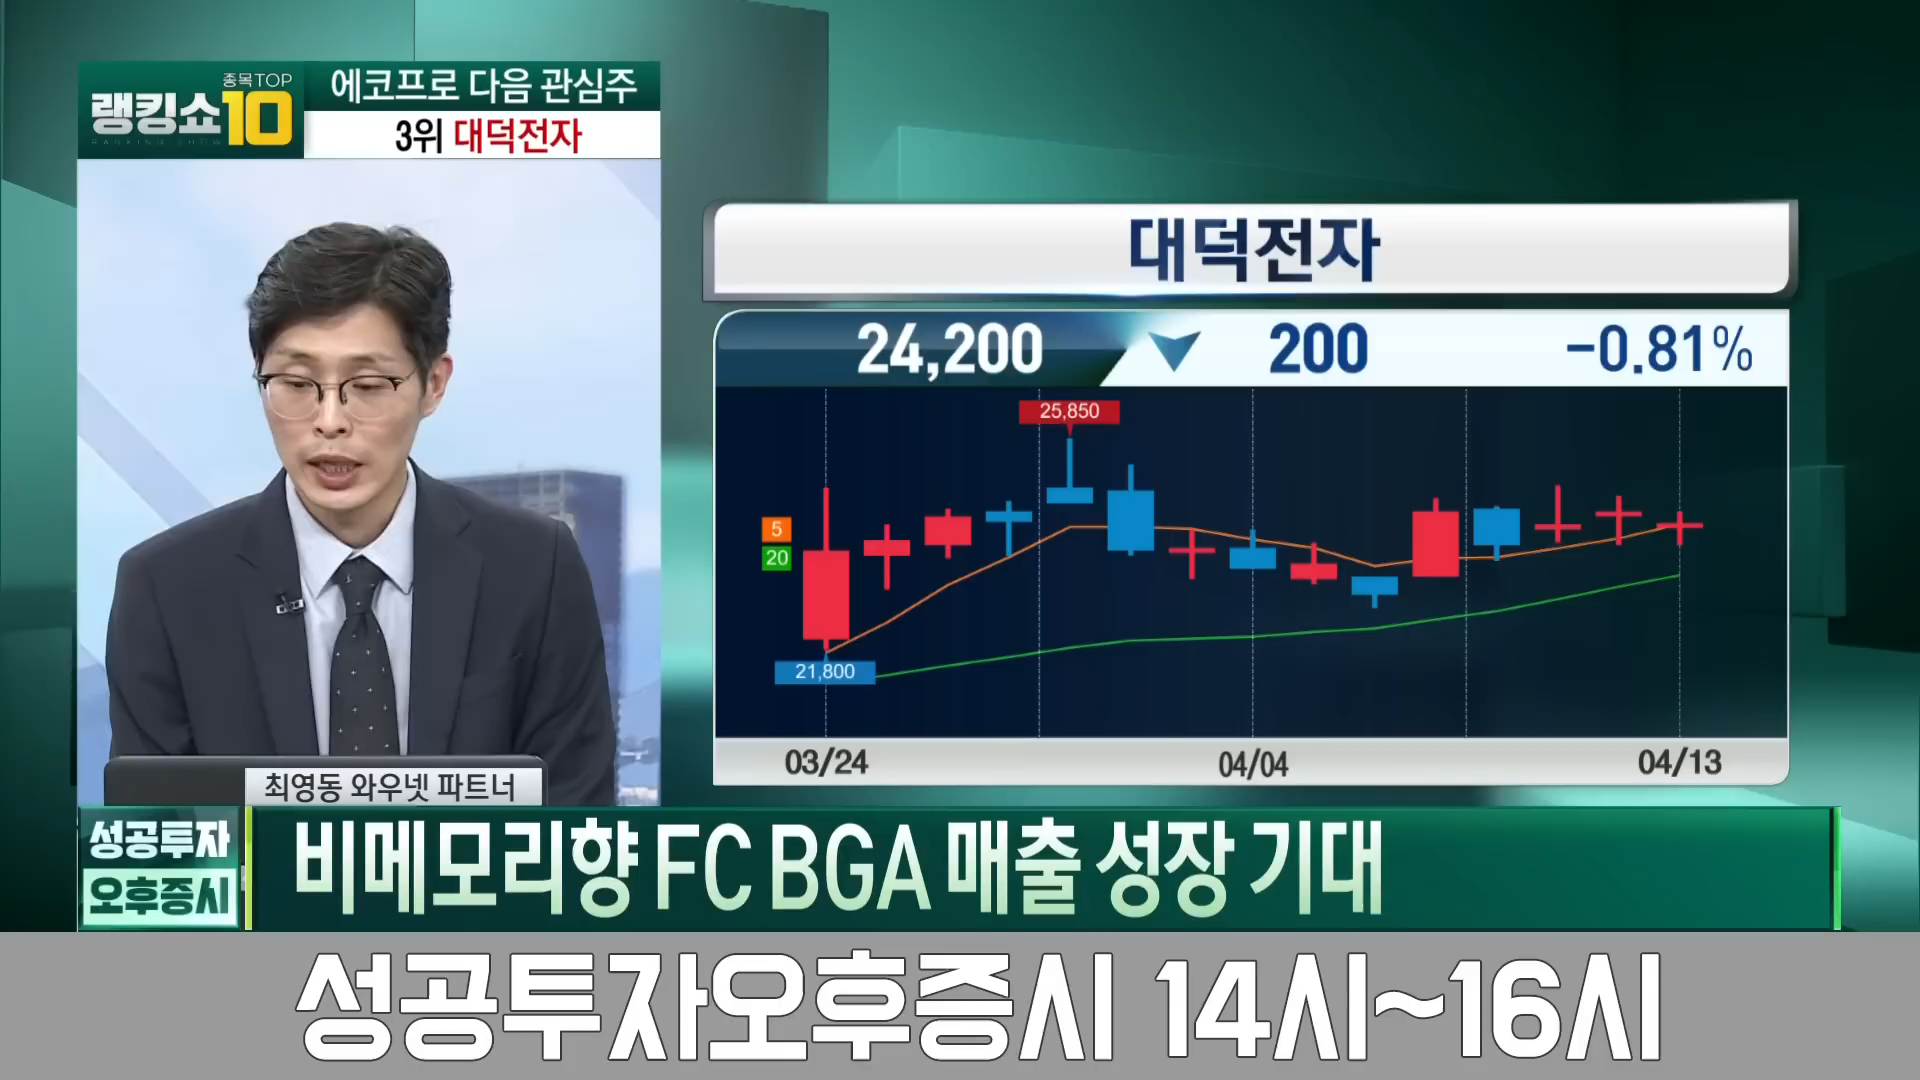 종목TOP
랭킹쇼10
RANKING SHOW
에코프로 다음 관심주
3위 대덕전자
대덕전자
24,200 200 -0.81%
25,850
5
20
21,800
03/24 04/04 04/13
최영동 와우넷 파트너
성공투자
오후증시
비메모리향 FC BGA 매출 성장 기대
성공투자오후증시 14시~16시